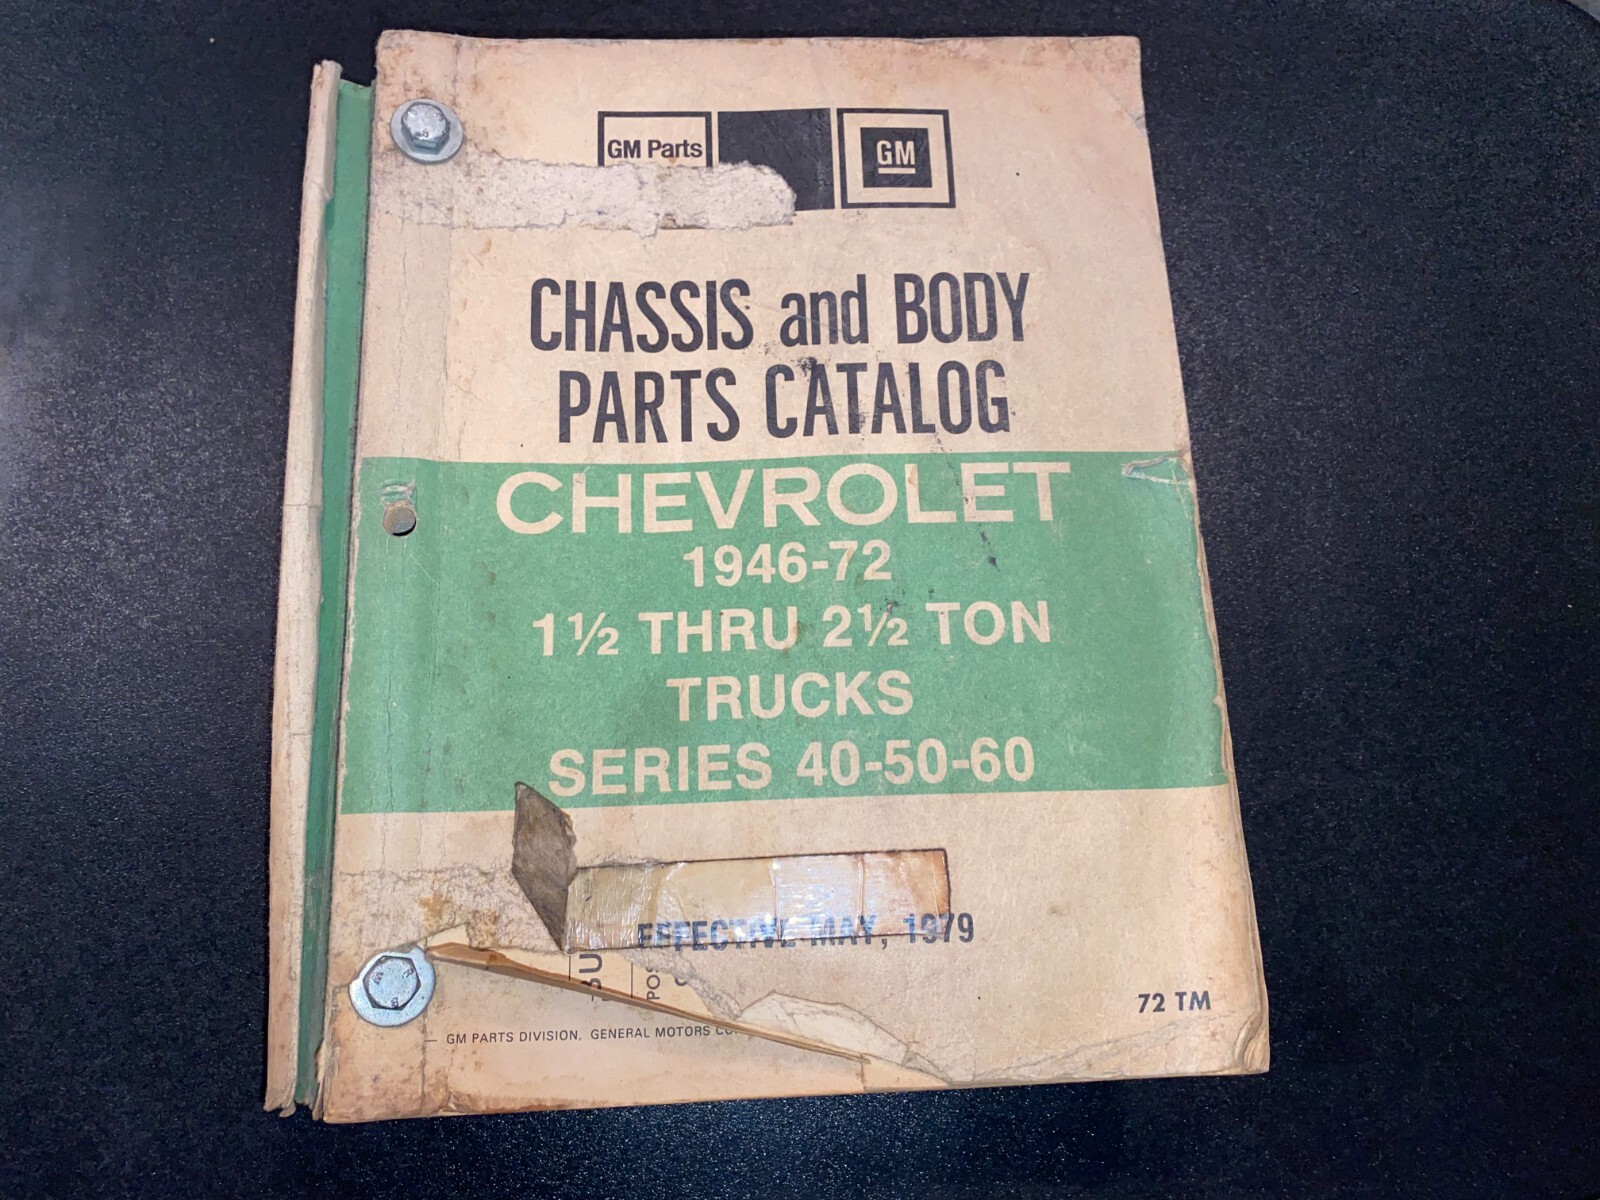 GM Parts
GM
CHASSIS and BODY
PARTS CATALOG
CHEVROLET
1946-72
1½ THRU 2½ TON
TRUCKS
SERIES 40-50-60
EFFECTIVE MAY, 1979
72 TM
GM PARTS DIVISION, GENERAL MOTORS